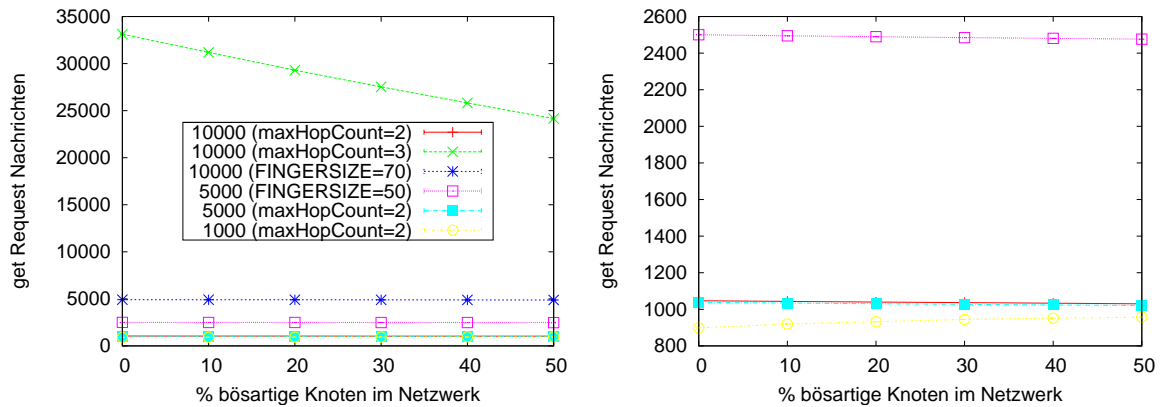 35000
30000
25000
20000
15000
10000
5000
0
get Request Nachrichten
10000 (maxHopCount=2)
10000 (maxHopCount=3)
10000 (FINGERSIZE=70)
5000 (FINGERSIZE=50)
5000 (maxHopCount=2)
1000 (maxHopCount=2)
0 10 20 30 40 50
% bösartige Knoten im Netzwerk
2600
2400
2200
2000
1800
1600
1400
1200
1000
800
get Request Nachrichten
0 10 20 30 40 50
% bösartige Knoten im Netzwerk